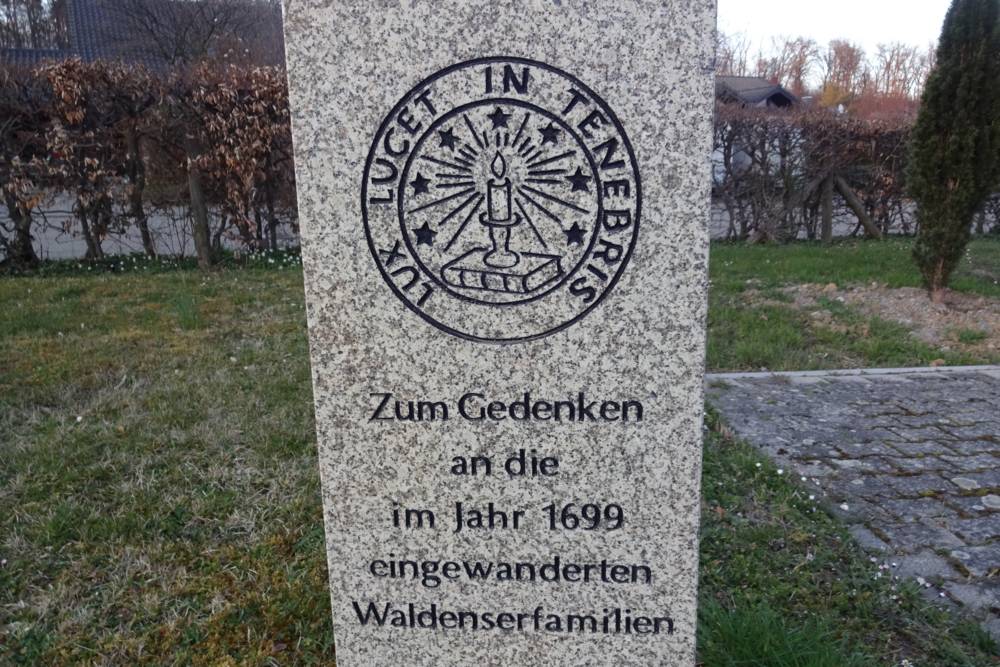 LUX LUCET IN TENEBRIS
Zum Gedenken
an die
im Jahr 1699
eingewanderten
Waldenserfamilien